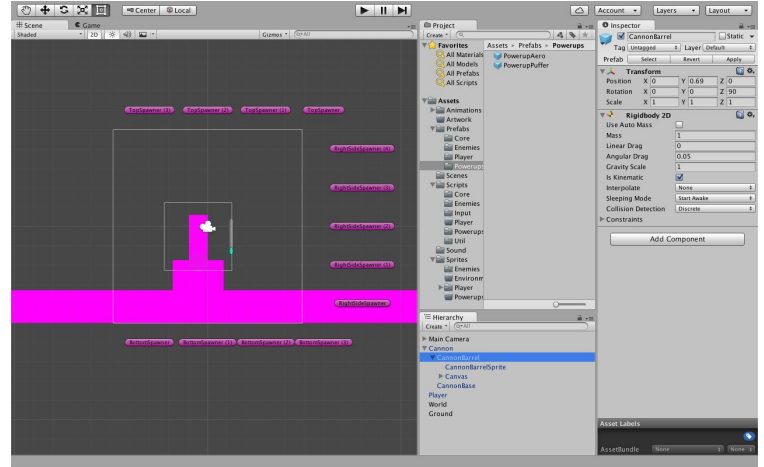 Center Local
Account Layers Layout
Scene Game
Shaded 2D Gizmos All
TopSpawner (3) TopSpawner (2) TopSpawner (1) TopSpawner
RightSideSpawner (4)
RightSideSpawner (3)
RightSideSpawner (2)
RightSideSpawner (1)
RightSideSpawner
BottomSpawner BottomSpawner (1) BottomSpawner (2) BottomSpawner (3)
Project
Create
Favorites
All Materials
All Models
All Prefabs
All Scripts
Assets
Animations
Artwork
Prefabs
Core
Enemies
Player
Powerups
Scenes
Scripts
Core
Enemies
Input
Player
Powerups
Util
Sound
Sprites
Enemies
Environm
Player
Powerups
Assets Prefabs Powerups
PowerupAero
PowerupPuffer
Hierarchy
Create All
Main Camera
Cannon
CannonBarrel
CannonBarrelSprite
Canvas
CannonBase
Player
World
Ground
Inspector
CannonBarrel Static
Tag Untagged Layer Default
Prefab Select Revert Apply
Transform
Position X 0 Y 0.69 Z 0
Rotation X 0 Y 0 Z 90
Scale X 1 Y 1 Z 1
Rigidbody 2D
Use Auto Mass
Mass 1
Linear Drag 0
Angular Drag 0.05
Gravity Scale 1
Is Kinematic
Interpolate None
Sleeping Mode Start Awake
Collision Detection Discrete
Constraints
Add Component
Asset Labels
AssetBundle None None